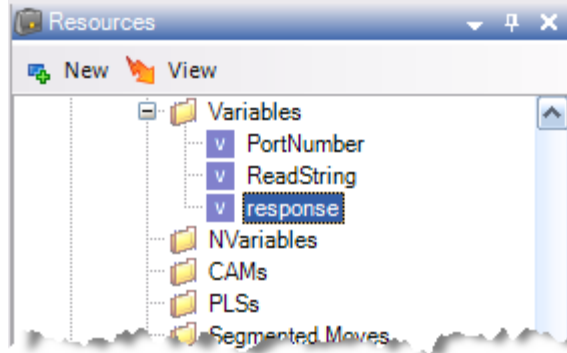 Resources
New View
Variables
v PortNumber
v ReadString
v response
NVariables
CAMs
PLSs
Segmented Moves